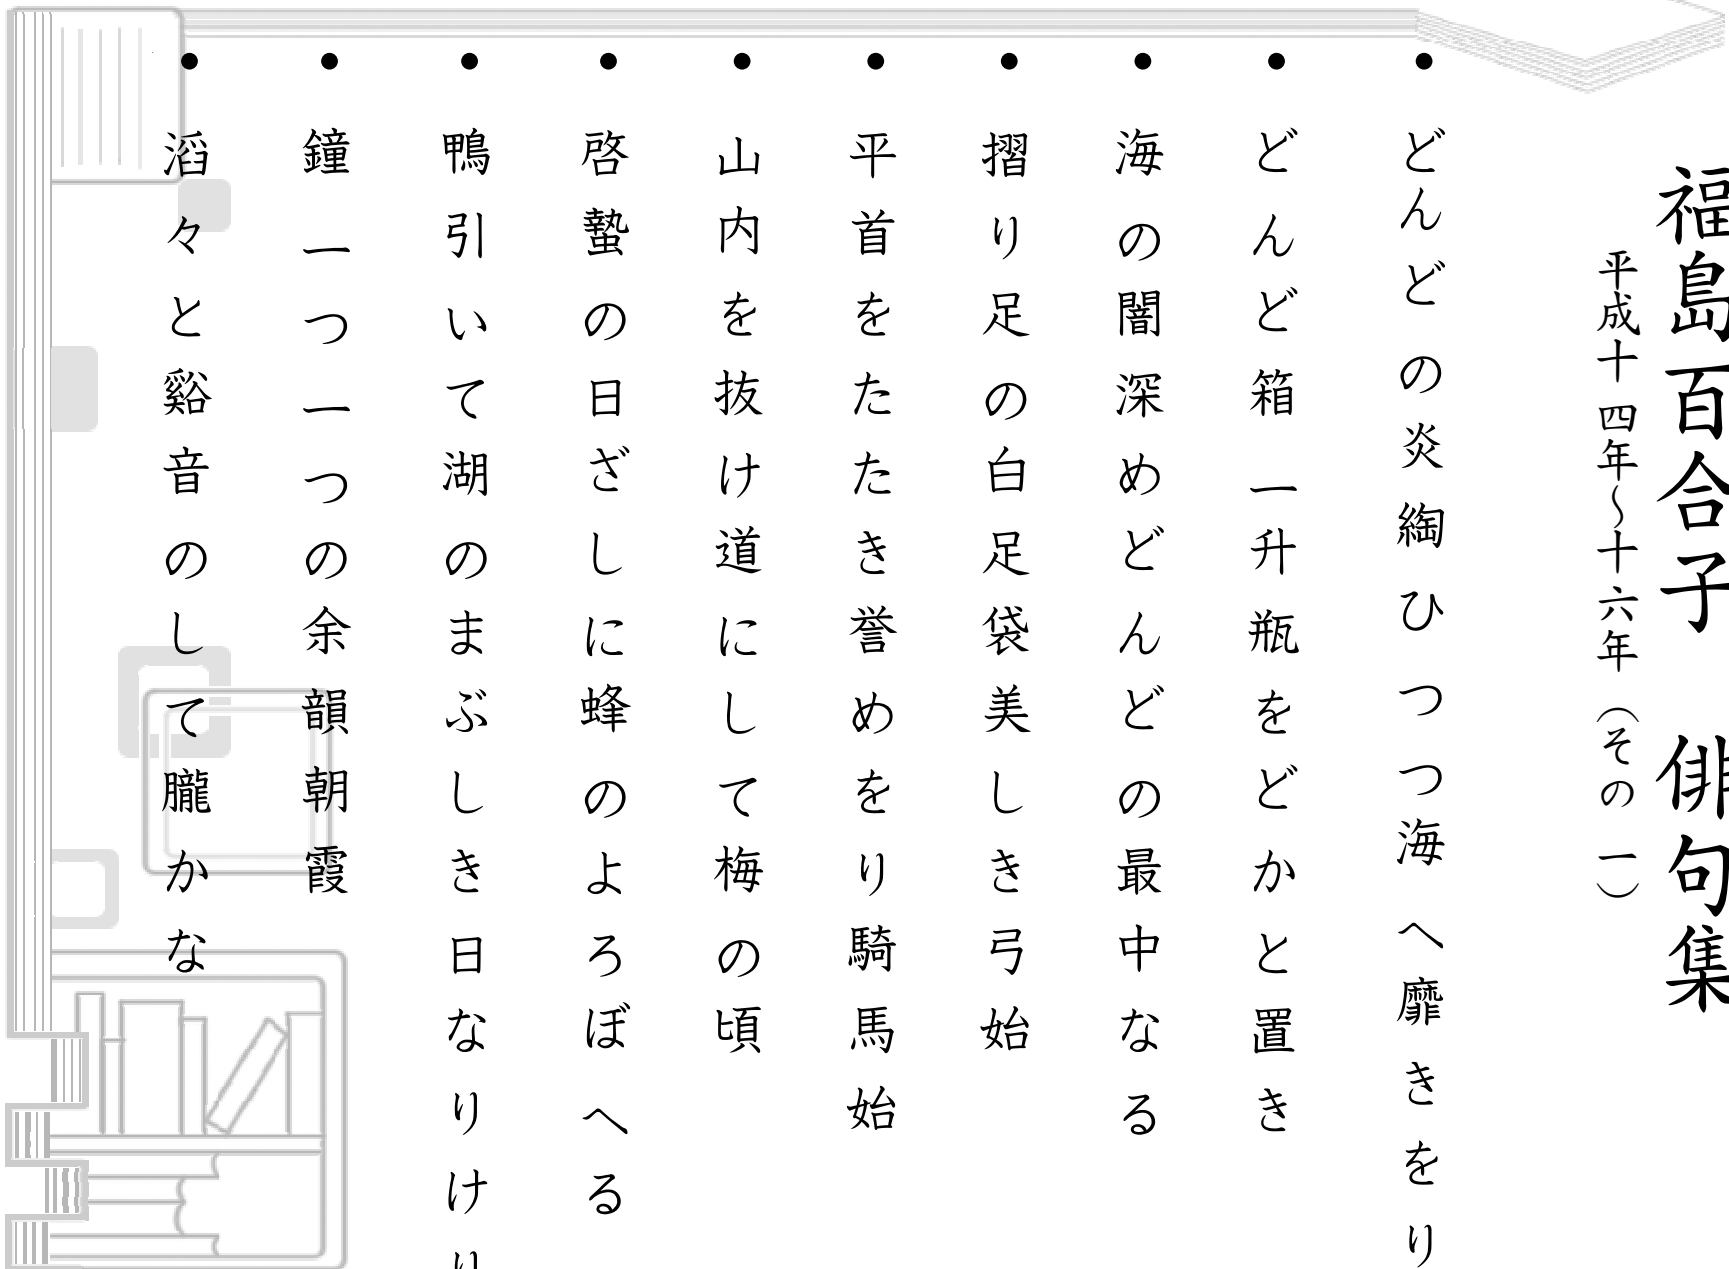 福島百合子　俳句集
平成十四年～十六年（その一）
・どんどの炎綯ひつつ海へ靡きをり
・どんど箱一升瓶をどかと置き
・海の闇深めどんどの最中なる
・摺り足の白足袋美しき弓始
・平首をたたき誉めをり騎馬始
・山内を抜け道にして梅の頃
・啓蟄の日ざしに蜂のよろぼへる
・鴨引いて湖のまぶしき日なりけり
・鐘一つ一つの余韻朝霞
・滔々と谿音のして朧かな